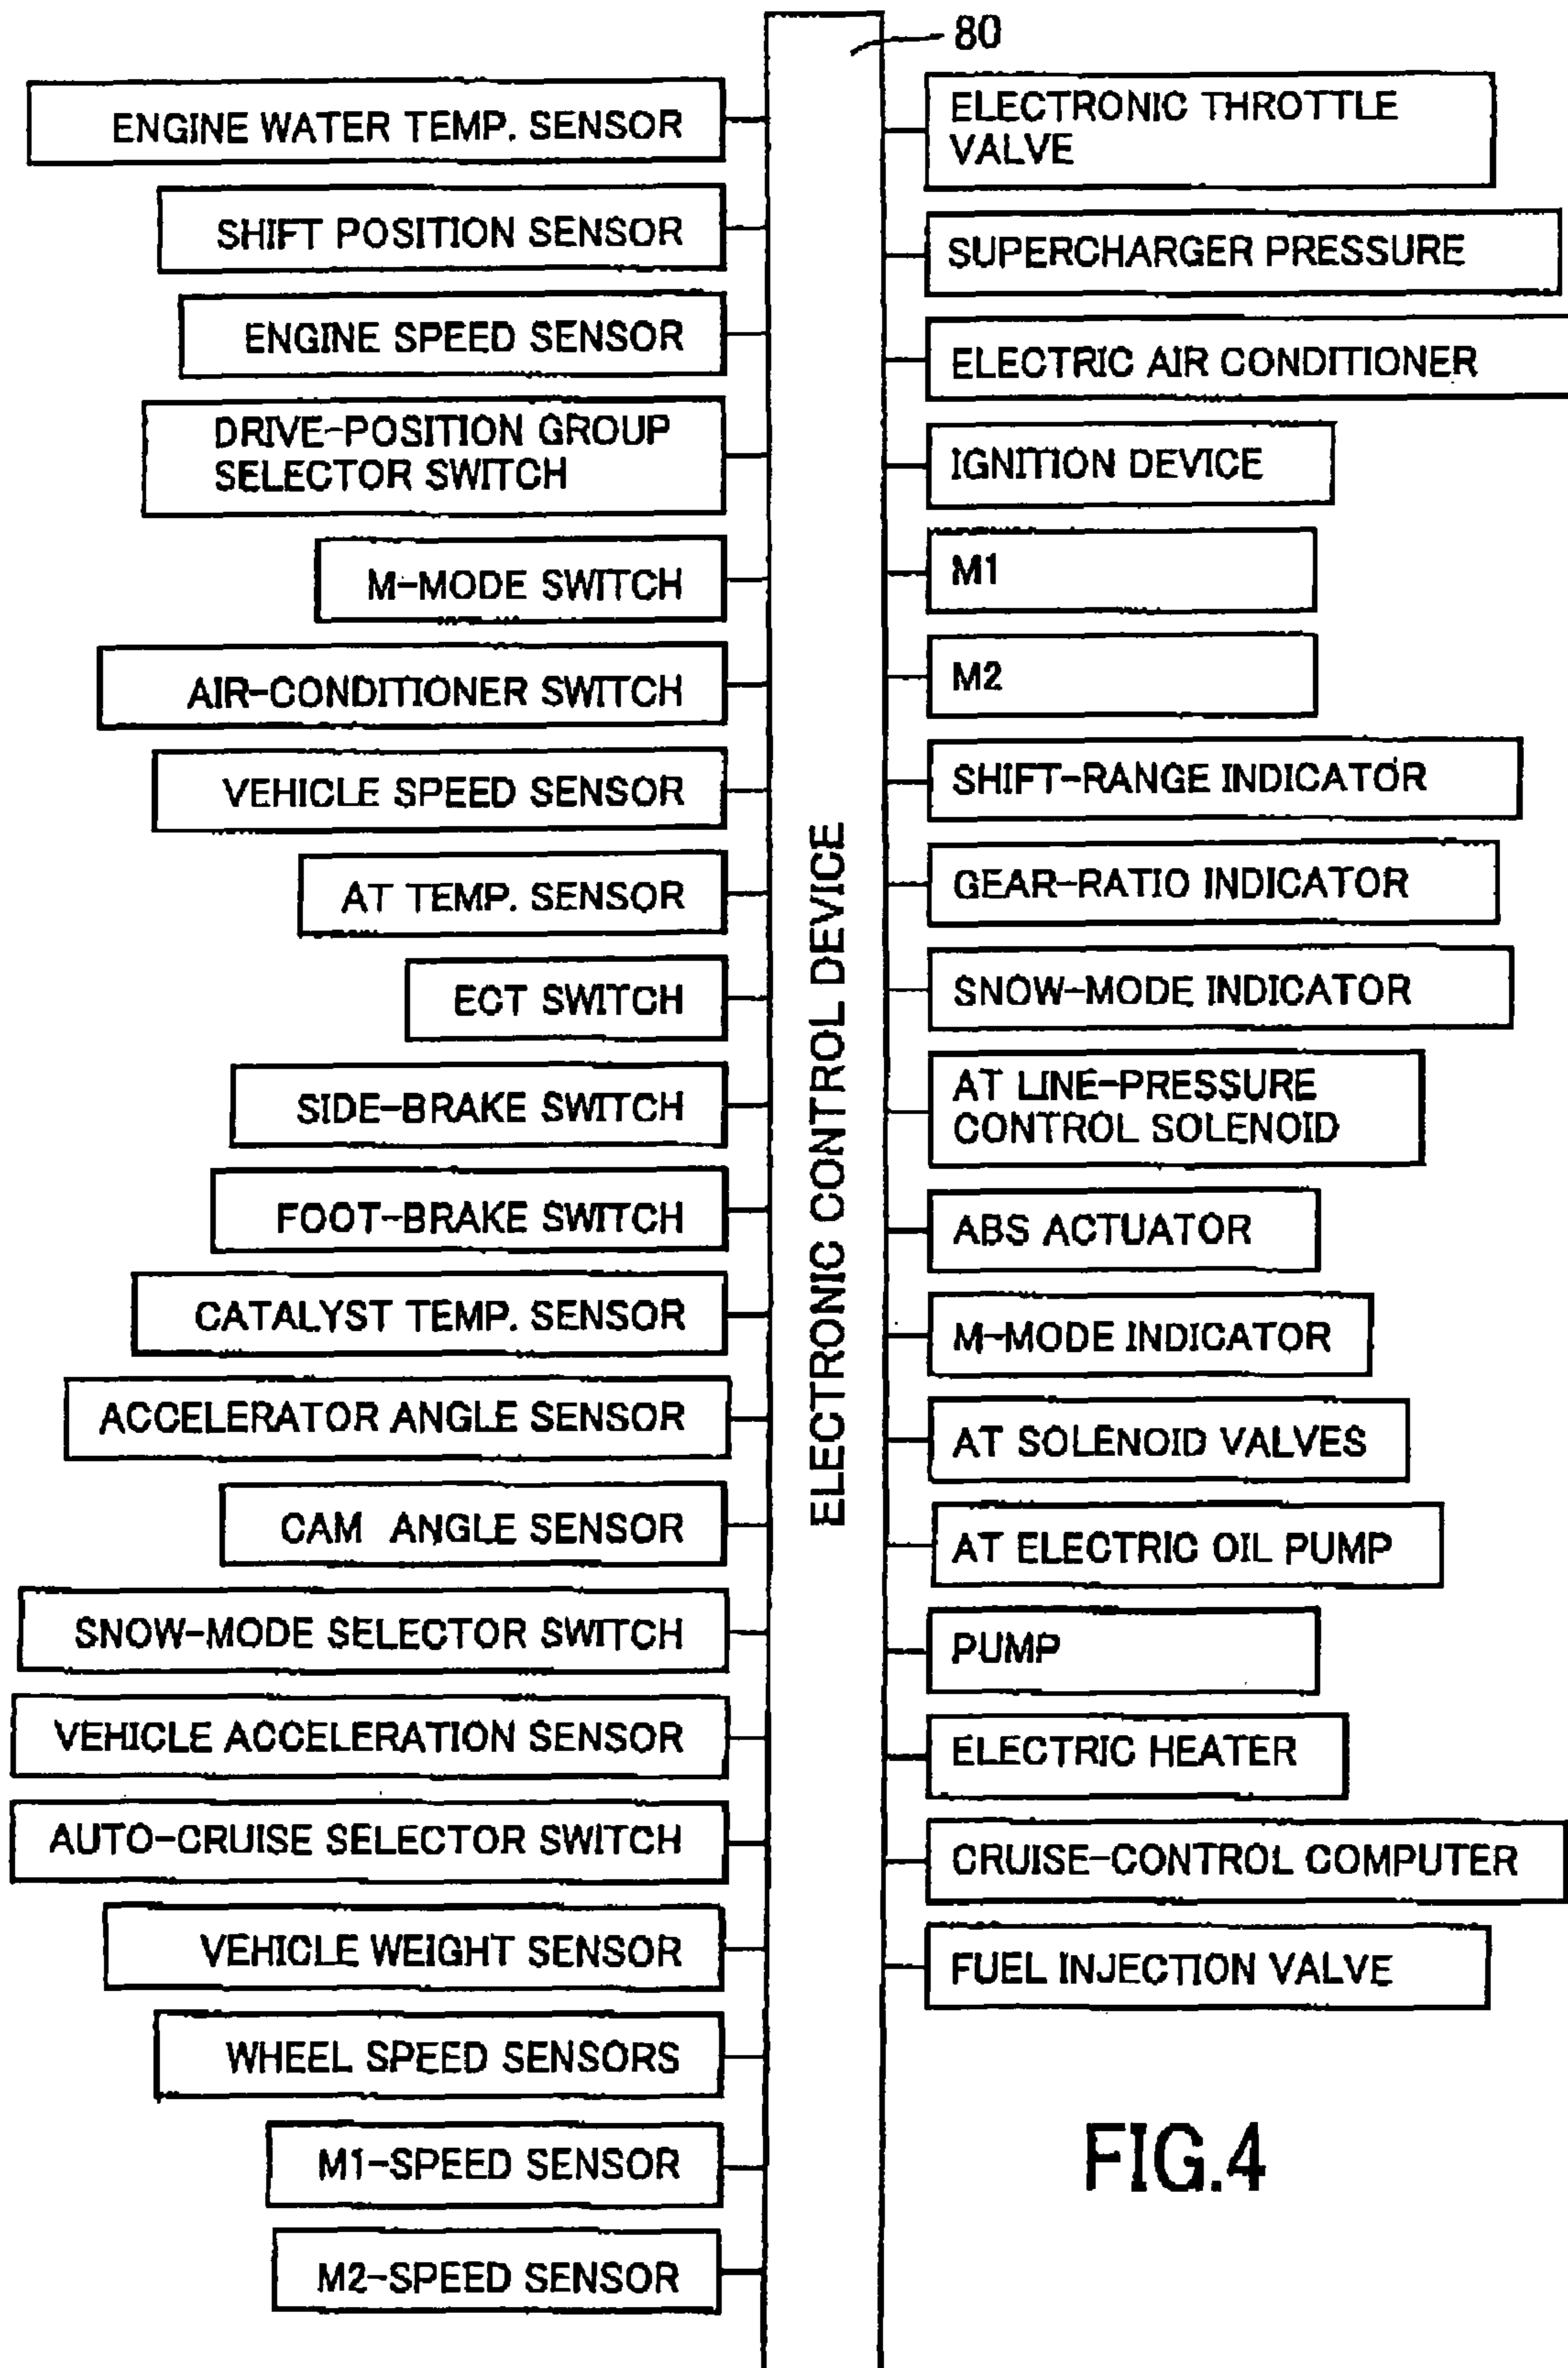 80
ENGINE WATER TEMP. SENSOR
SHIFT POSITION SENSOR
ENGINE SPEED SENSOR
DRIVE-POSITION GROUP
SELECTOR SWITCH
M-MODE SWITCH
AIR-CONDITIONER SWITCH
VEHICLE SPEED SENSOR
AT TEMP. SENSOR
ECT SWITCH
SIDE-BRAKE SWITCH
FOOT-BRAKE SWITCH
CATALYST TEMP. SENSOR
ACCELERATOR ANGLE SENSOR
CAM ANGLE SENSOR
SNOW-MODE SELECTOR SWITCH
VEHICLE ACCELERATION SENSOR
AUTO-CRUISE SELECTOR SWITCH
VEHICLE WEIGHT SENSOR
WHEEL SPEED SENSORS
M1-SPEED SENSOR
M2-SPEED SENSOR
ELECTRONIC CONTROL DEVICE
ELECTRONIC THROTTLE
VALVE
SUPERCHARGER PRESSURE
ELECTRIC AIR CONDITIONER
IGNITION DEVICE
M1
M2
SHIFT-RANGE INDICATOR
GEAR-RATIO INDICATOR
SNOW-MODE INDICATOR
AT LINE-PRESSURE
CONTROL SOLENOID
ABS ACTUATOR
M-MODE INDICATOR
AT SOLENOID VALVES
AT ELECTRIC OIL PUMP
PUMP
ELECTRIC HEATER
CRUISE-CONTROL COMPUTER
FUEL INJECTION VALVE
FIG.4